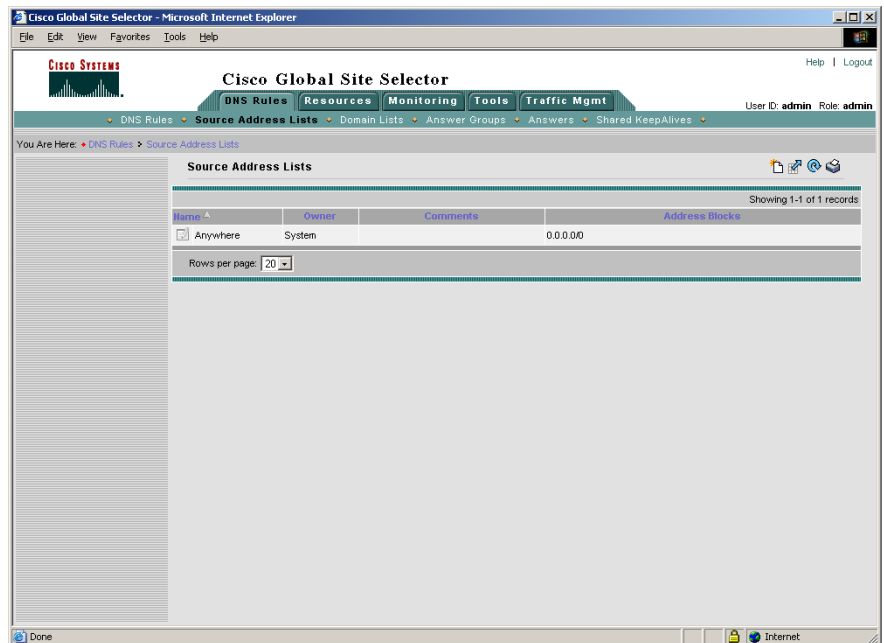 Cisco Global Site Selector - Microsoft Internet Explorer
File Edit View Favorites Tools Help
CISCO SYSTEMS
Help | Logout
Cisco Global Site Selector
DNS Rules Resources Monitoring Tools Traffic Mgmt
User ID: admin Role: admin
DNS Rules Source Address Lists Domain Lists Answer Groups Answers Shared KeepAlives
You Are Here: DNS Rules Source Address Lists
Source Address Lists
Showing 1-1 of 1 records
Name Owner Comments Address Blocks
Anywhere System 0.0.0.0/0
Rows per page: 20
Done Internet